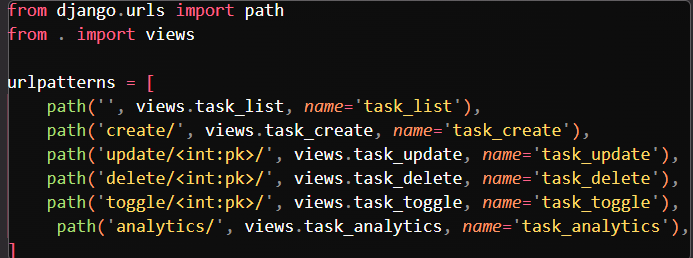 from django.urls import path
from . import views

urlpatterns = [
    path('', views.task_list, name='task_list'),
    path('create/', views.task_create, name='task_create'),
    path('update/<int:pk>/', views.task_update, name='task_update'),
    path('delete/<int:pk>/', views.task_delete, name='task_delete'),
    path('toggle/<int:pk>/', views.task_toggle, name='task_toggle'),
     path('analytics/', views.task_analytics, name='task_analytics'),
]